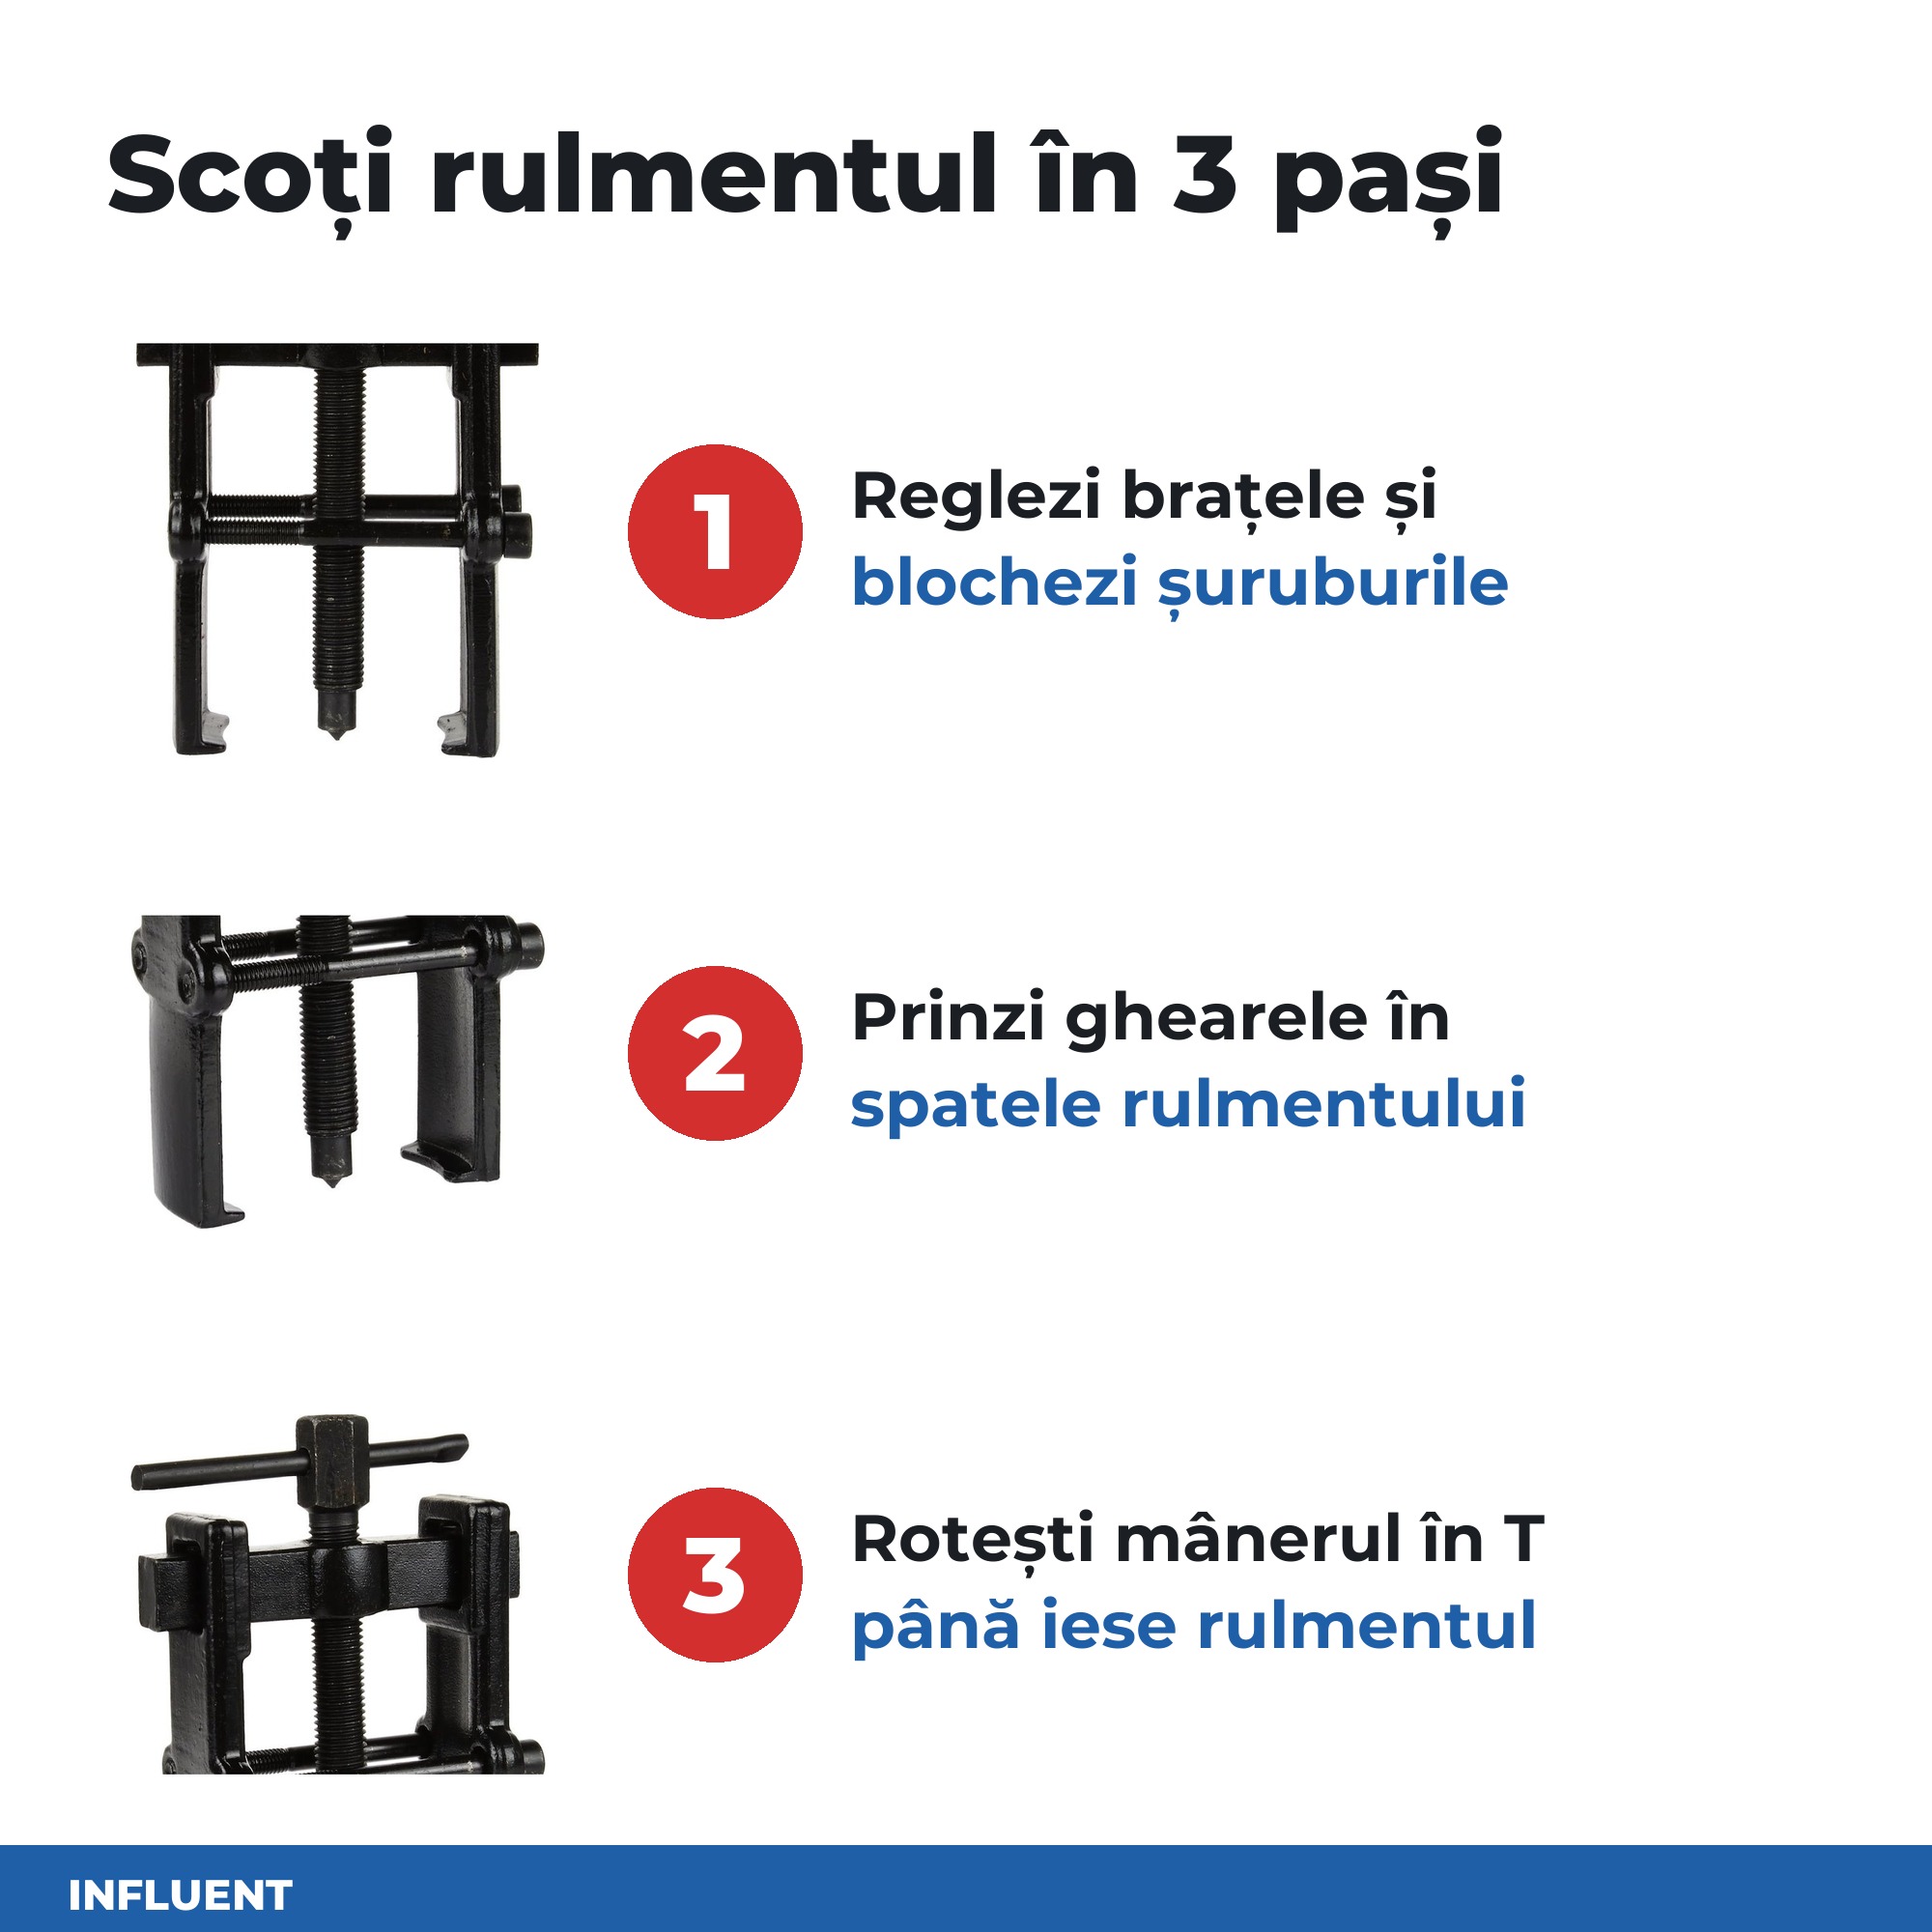 Scoți rulmentul în 3 pași
1
Reglezi brațele și
blochezi șuruburile
2
Prinzi ghearele în
spatele rulmentului
3
Rotești mânerul în T
până iese rulmentul
INFLUENT